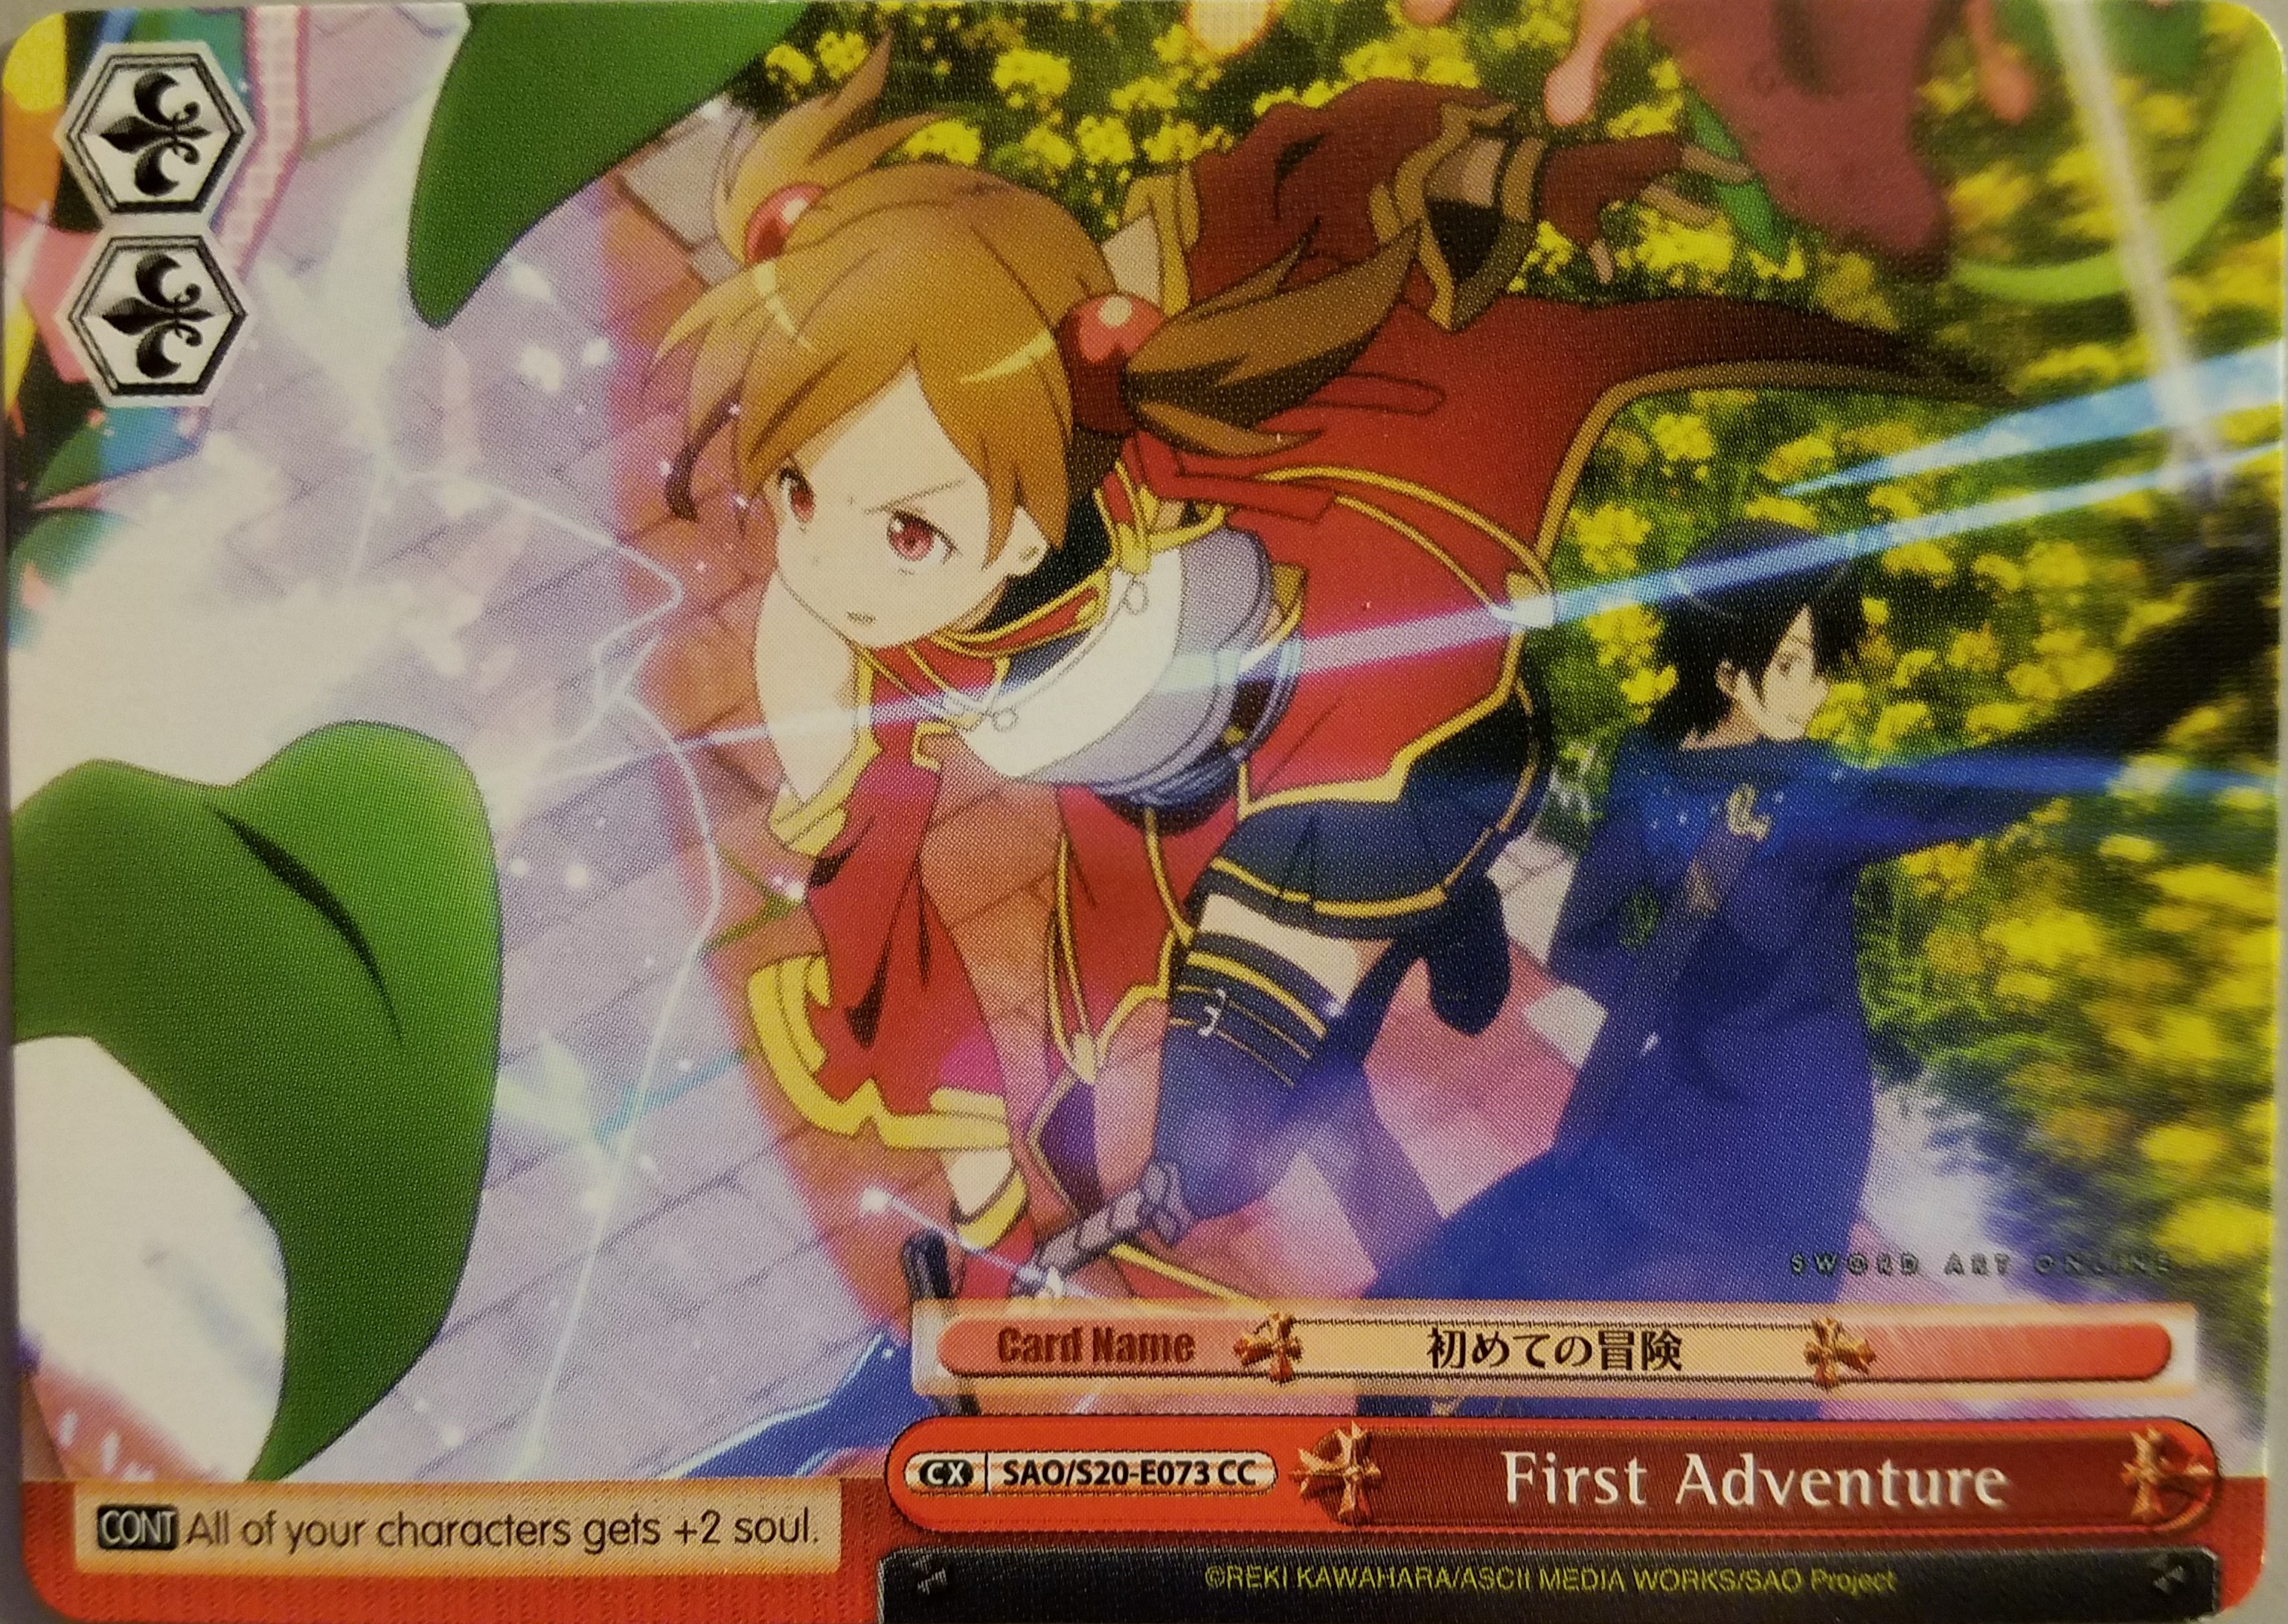 SWORD ART ONLINE
Card Name 初めての冒険
CX SAO/S20-E073 CC First Adventure
CONT All of your characters gets +2 soul.
©REKI KAWAHARA/ASCII MEDIA WORKS/SAO Project